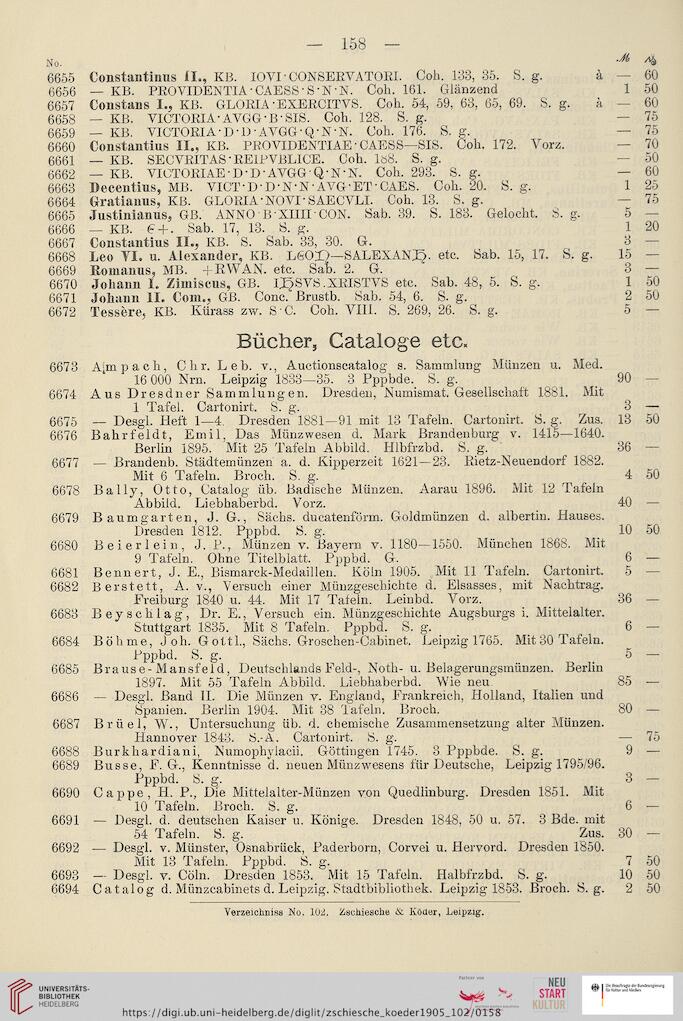 — 158 —
No. ℳ ₰
6655 Constantinus II., KB. IOVI·CONSERVATORI. Coh. 133, 35. S. g. à — 60
6656 — KB. PROVIDENTIA·CAESS·S·N·N. Coh. 161. Glänzend 1 50
6657 Constans I., KB. GLORIA·EXERCITVS. Coh. 54, 59, 63, 65, 69. S. g. à — 60
6658 — KB. VICTORIA·AVGG·B·SIS. Coh. 128. S. g. — 75
6659 — KB. VICTORIA·D·D·AVGG·Q·N·N. Coh. 176. S. g. — 75
6660 Constantius II., KB. PROVIDENTIAE·CAESS—SIS. Coh. 172. Vorz. — 70
6661 — KB. SECVRITAS·REIPVBLICE. Coh. 188. S. g. — 50
6662 — KB. VICTORIAE·D·D·AVGG·Q·N·N. Coh. 293. S. g. — 60
6663 Decentius, MB. VICT·D·D·N·N·AVG·ET·CAES. Coh. 20. S. g. 1 25
6664 Gratianus, KB. GLORIA·NOVI·SAECVLI. Coh. 13. S. g. — 75
6665 Justinianus, GB. ANNO·B·XIIII·CON. Sab. 39. S. 183. Gelocht. S. g. 5 —
6666 — KB. Є+. Sab. 17, 13. S. g. 1 20
6667 Constantius II., KB. S. Sab. 33, 30. G. 3 —
6668 Leo VI. u. Alexander, KB. etc. Sab. 15, 17. S. g. 15 —
6669 Romanus, MB. +RWAN. etc. Sab. 2. G. 3 —
6670 Johann I. Zimiscus, GB. XRISTVS etc. Sab. 48, 5. S. g. 1 50
6671 Johann II. Com., GB. Conc. Brustb. Sab. 54, 6. S. g. 2 50
6672 Tessère, KB. Kürass zw. S·C. Coh. VIII. S. 269, 26. S. g. 5 —
Bücher, Cataloge etc.
6673 Ampach, Chr. Leb. v., Auctionscatalog s. Sammlung Münzen u. Med.
16 000 Nrn. Leipzig 1833—35. 3 Pppbde. S. g. 90 —
6674 Aus Dresdner Sammlungen. Dresden, Numismat. Gesellschaft 1881. Mit
1 Tafel. Cartonirt. S. g. 3 —
6675 — Desgl. Heft 1—4. Dresden 1881—91 mit 13 Tafeln. Cartonirt. S. g. Zus. 13 50
6676 Bahrfeldt, Emil, Das Münzwesen d. Mark Brandenburg v. 1415—1640.
Berlin 1895. Mit 25 Tafeln Abbild. Hlbfrzbd. S. g. 36 —
6677 — Brandenb. Städtemünzen a. d. Kipperzeit 1621—23. Rietz-Neuendorf 1882.
Mit 6 Tafeln. Broch. S. g. 4 50
6678 Bally, Otto, Catalog üb. Badische Münzen. Aarau 1896. Mit 12 Tafeln
Abbild. Liebhaberbd. Vorz. 40 —
6679 Baumgarten, J. G., Sächs. ducatenförm. Goldmünzen d. albertin. Hauses.
Dresden 1812. Pppbd. S. g. 10 50
6680 Beierlein, J. P., Münzen v. Bayern v. 1180—1550. München 1868. Mit
9 Tafeln. Ohne Titelblatt. Pppbd. G. 6 —
6681 Bennert, J. E., Bismarck-Medaillen. Köln 1905. Mit 11 Tafeln. Cartonirt. 5 —
6682 Berstett, A. v., Versuch einer Münzgeschichte d. Elsasses, mit Nachtrag.
Freiburg 1840 u. 44. Mit 17 Tafeln. Leinbd. Vorz. 36 —
6683 Beyschlag, Dr. E., Versuch ein. Münzgeschichte Augsburgs i. Mittelalter.
Stuttgart 1835. Mit 8 Tafeln. Pppbd. S. g. 6 —
6684 Böhme, Joh. Gottl., Sächs. Groschen-Cabinet. Leipzig 1765. Mit 30 Tafeln.
Pppbd. S. g. 5 —
6685 Brause-Mansfeld, Deutschlands Feld-, Noth- u. Belagerungsmünzen. Berlin
1897. Mit 55 Tafeln Abbild. Liebhaberbd. Wie neu 85 —
6686 — Desgl. Band II. Die Münzen v. England, Frankreich, Holland, Italien und
Spanien. Berlin 1904. Mit 38 Tafeln. Broch. 80 —
6687 Brüel, W., Untersuchung üb. d. chemische Zusammensetzung alter Münzen.
Hannover 1843. S.-A. Cartonirt. S. g. — 75
6688 Burkhardiani, Numophylacii. Göttingen 1745. 3 Pppbde. S. g. 9 —
6689 Busse, F. G., Kenntnisse d. neuen Münzwesens für Deutsche, Leipzig 1795/96.
Pppbd. S. g. 3 —
6690 Cappe, H. P., Die Mittelalter-Münzen von Quedlinburg. Dresden 1851. Mit
10 Tafeln. Broch. S. g. 6 —
6691 — Desgl. d. deutschen Kaiser u. Könige. Dresden 1848, 50 u. 57. 3 Bde. mit
54 Tafeln. S. g. Zus. 30 —
6692 — Desgl. v. Münster, Osnabrück, Paderborn, Corvei u. Hervord. Dresden 1850.
Mit 13 Tafeln. Pppbd. S. g. 7 50
6693 — Desgl. v. Cöln. Dresden 1853. Mit 15 Tafeln. Halbfrzbd. S. g. 10 50
6694 Catalog d. Münzcabinets d. Leipzig. Stadtbibliothek. Leipzig 1853. Broch. S. g. 2 50
Verzeichniss No. 102. Zschiesche & Köder, Leipzig.
UNIVERSITÄTS-
BIBLIOTHEK
HEIDELBERG
Partner von
NEU
START
KULTUR
Die Beauftragte der Bundesregierung
für Kultur und Medien
https://digi.ub.uni-heidelberg.de/diglit/zschiesche_koeder1905_102/0158